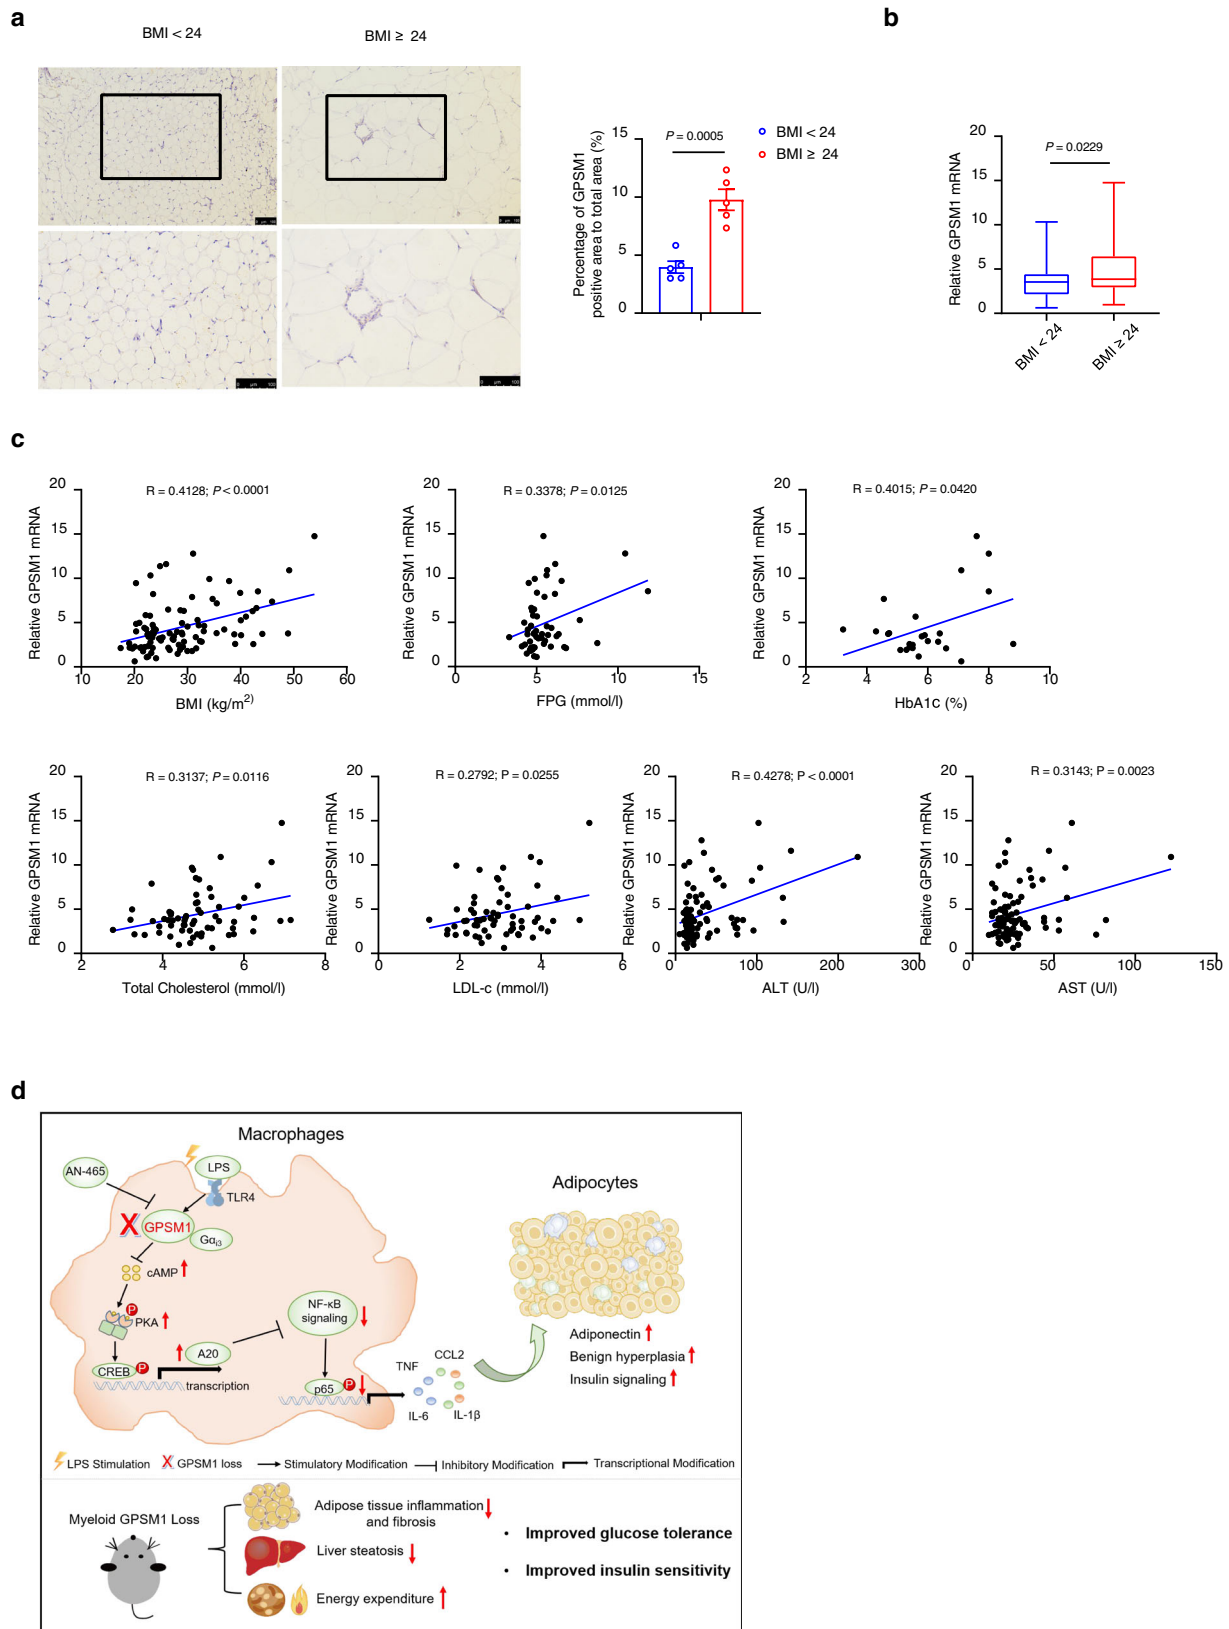 a
BMI < 24
BMI ≥ 24
Percentage of GPSM1
positive area to total area (%)
15
10
5
0
P = 0.0005
BMI < 24
BMI ≥ 24
b
Relative GPSM1 mRNA
20
15
10
5
0
P = 0.0229
BMI < 24
BMI ≥ 24
c
Relative GPSM1 mRNA
20
15
10
5
0
R = 0.4128; P < 0.0001
10 20 30 40 50 60
BMI (kg/m²)
Relative GPSM1 mRNA
20
15
10
5
0
R = 0.3378; P = 0.0125
0 5 10 15
FPG (mmol/l)
Relative GPSM1 mRNA
20
15
10
5
0
R = 0.4015; P = 0.0420
2 4 6 8 10
HbA1c (%)
Relative GPSM1 mRNA
20
15
10
5
0
R = 0.3137; P = 0.0116
2 4 6 8
Total Cholesterol (mmol/l)
Relative GPSM1 mRNA
20
15
10
5
0
R = 0.2792; P = 0.0255
0 2 4 6
LDL-c (mmol/l)
Relative GPSM1 mRNA
20
15
10
5
0
R = 0.4278; P < 0.0001
0 100 200 300
ALT (U/l)
Relative GPSM1 mRNA
20
15
10
5
0
R = 0.3143; P = 0.0023
0 50 100 150
AST (U/l)
d
Macrophages
AN-465
LPS
TLR4
X GPSM1
Gαi3
cAMP
P
PKA
CREB P
A20
transcription
NF-κB
signaling
p65 P
TNF
CCL2
IL-6
IL-1β
Adipocytes
Adiponectin
Benign hyperplasia
Insulin signaling
LPS Stimulation X GPSM1 loss Stimulatory Modification Inhibitory Modification Transcriptional Modification
Myeloid GPSM1 Loss
Adipose tissue inflammation
and fibrosis
Liver steatosis
Energy expenditure
• Improved glucose tolerance
• Improved insulin sensitivity